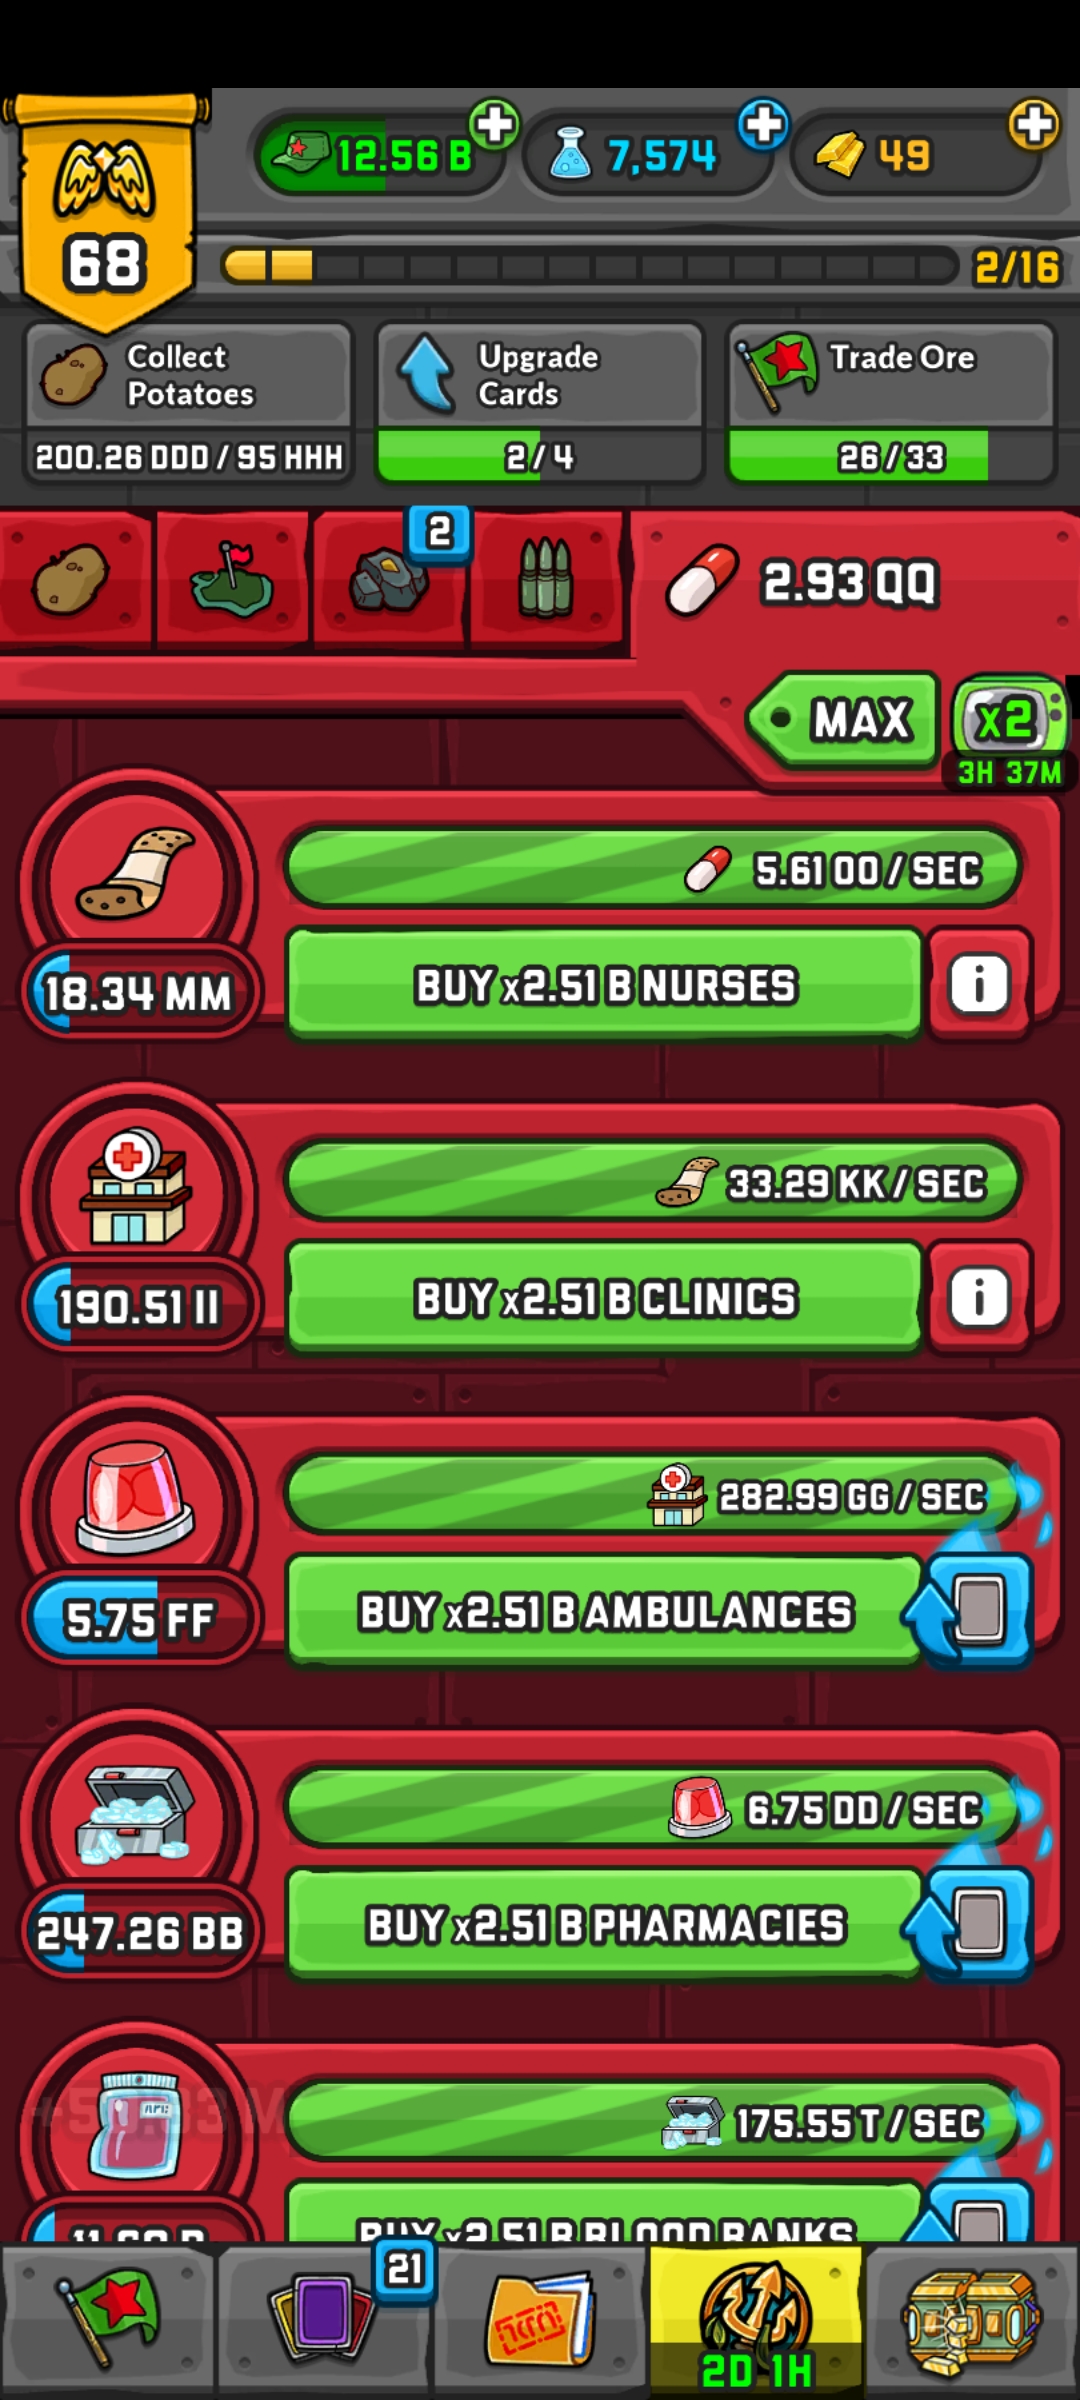 12.56 B
7,574
49
68
2/16
Collect
Potatoes
200.26 DDD / 95 HHH
Upgrade
Cards
2/4
Trade Ore
26/33
2
2.93 QQ
MAX
x2
3H 37M
5.61 OO / SEC
18.34 MM
BUY x2.51 B NURSES
i
33.29 KK / SEC
190.51 II
BUY x2.51 B CLINICS
i
282.99 GG / SEC
5.75 FF
BUY x2.51 B AMBULANCES
6.75 DD / SEC
247.26 BB
BUY x2.51 B PHARMACIES
175.55 T / SEC
BUY x2.51 B BLOOD BANKS
21
2D 1H